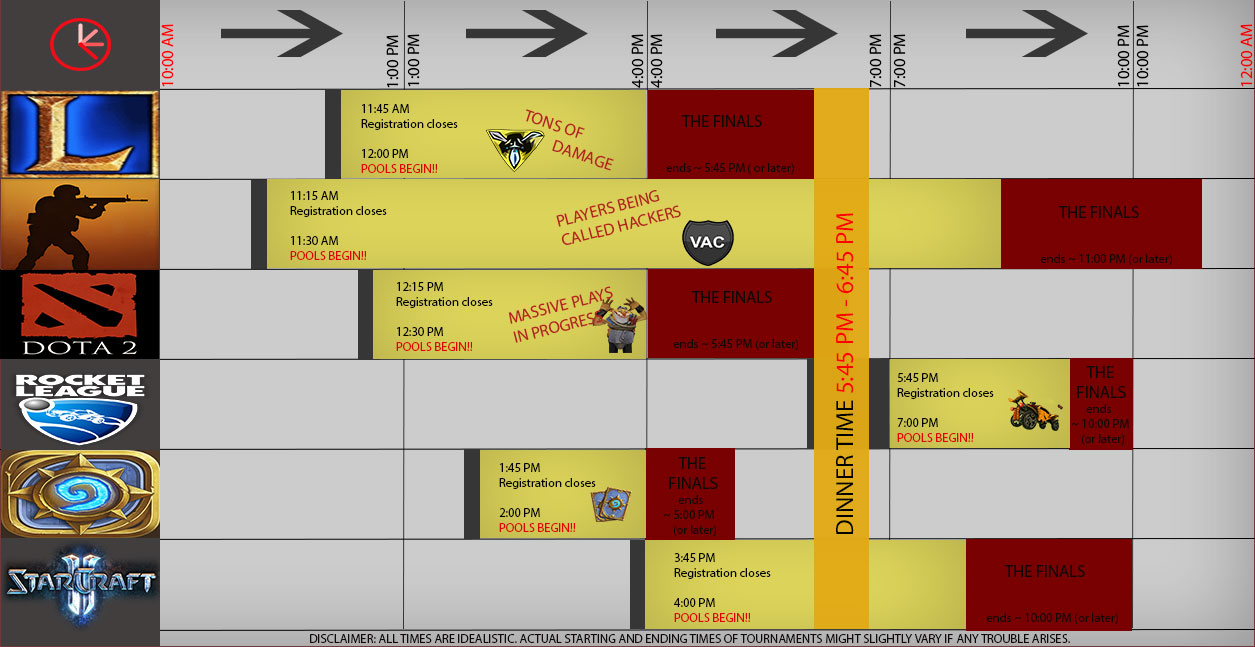 10:00 AM
1:00 PM
1:00 PM
4:00 PM
4:00 PM
7:00 PM
7:00 PM
10:00 PM
10:00 PM
12:00 AM
L
11:45 AM
Registration closes
12:00 PM
POOLS BEGIN!!
TONS OF
DAMAGE
THE FINALS
ends ~ 5:45 PM ( or later)
11:15 AM
Registration closes
11:30 AM
POOLS BEGIN!!
PLAYERS BEING
CALLED HACKERS
VAC
THE FINALS
ends ~ 11:00 PM (or later)
DOTA 2
12:15 PM
Registration closes
12:30 PM
POOLS BEGIN!!
MASSIVE PLAYS
IN PROGRESS
THE FINALS
ends ~ 5:45 PM (or later)
DINNER TIME 5:45 PM - 6:45 PM
ROCKET
LEAGUE
5:45 PM
Registration closes
7:00 PM
POOLS BEGIN!!
THE
FINALS
ends
~ 10:00 PM
(or later)
1:45 PM
Registration closes
2:00 PM
POOLS BEGIN!!
THE
FINALS
ends
~ 5:00 PM
(or later)
STARCRAFT
II
3:45 PM
Registration closes
4:00 PM
POOLS BEGIN!!
THE FINALS
ends ~ 10:00 PM (or later)
DISCLAIMER: ALL TIMES ARE IDEALISTIC. ACTUAL STARTING AND ENDING TIMES OF TOURNAMENTS MIGHT SLIGHTLY VARY IF ANY TROUBLE ARISES.